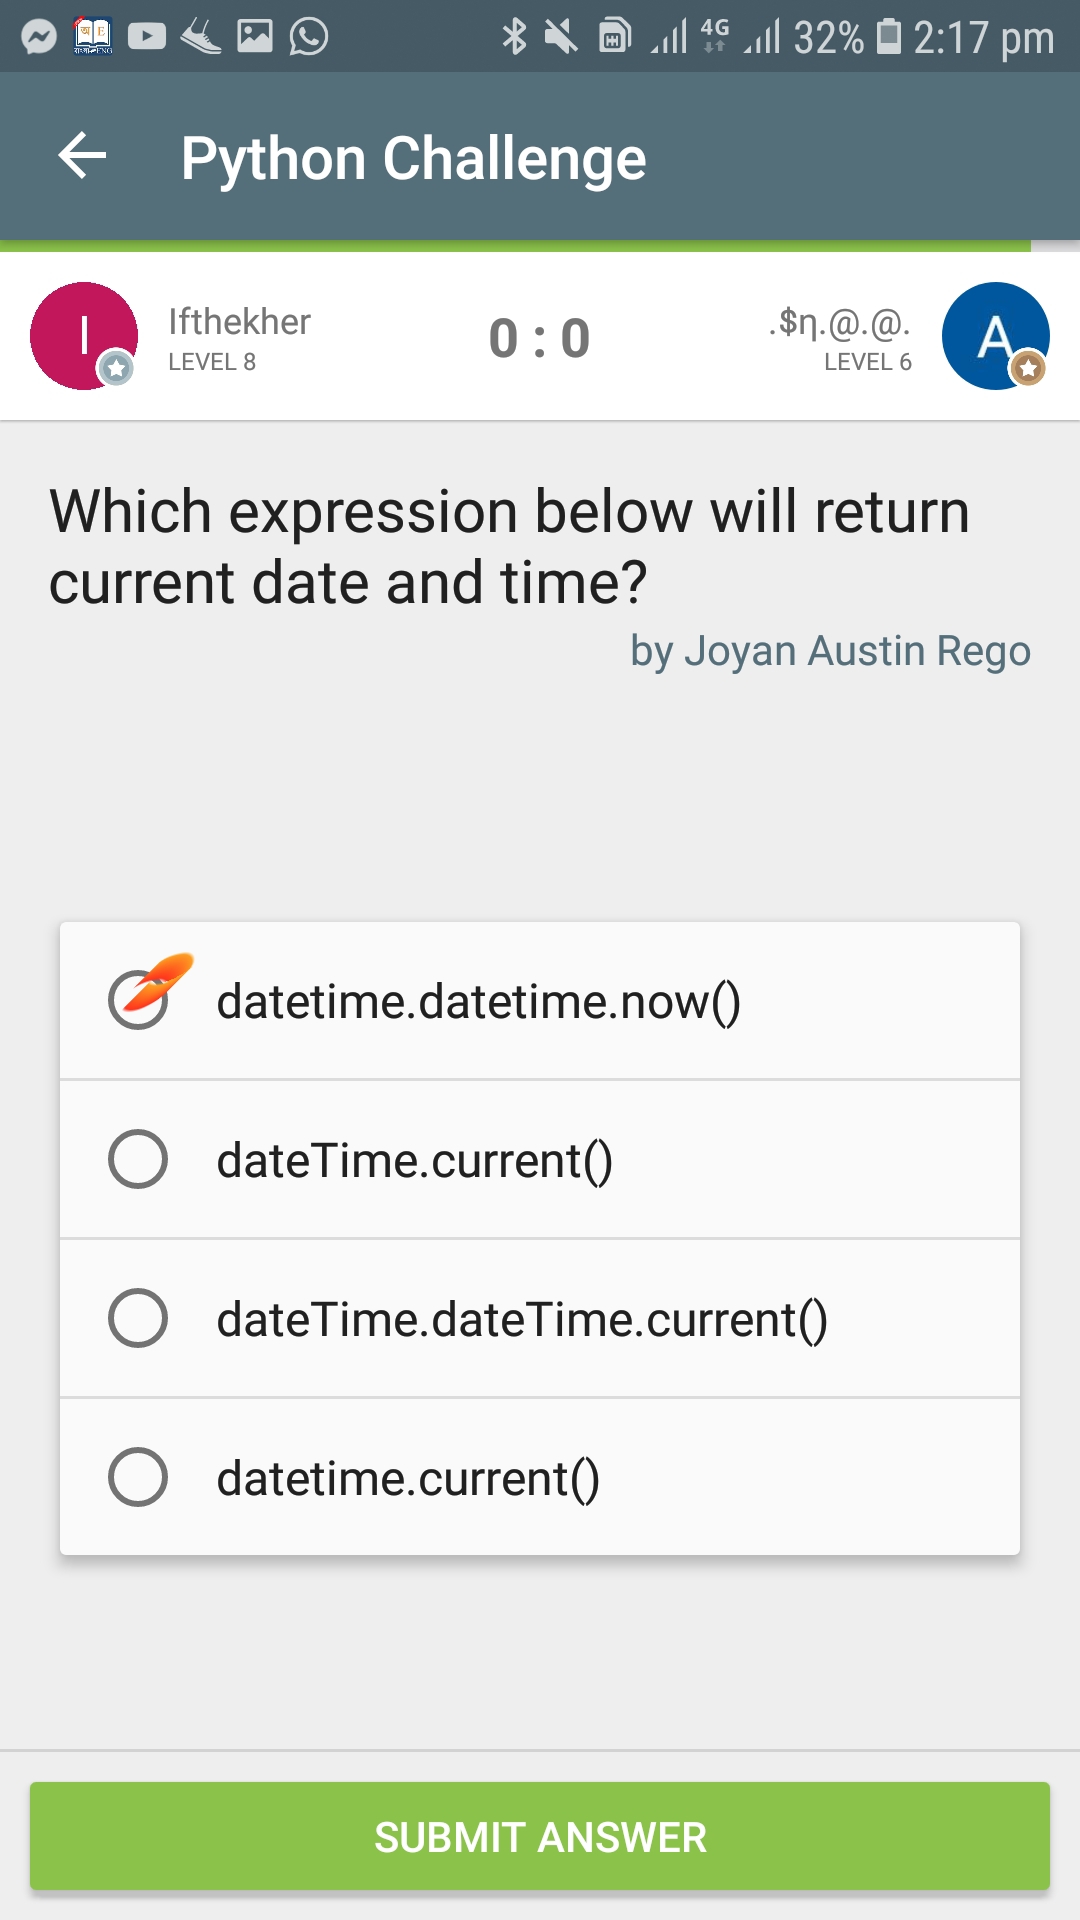 4G 32% 2:17 pm
Python Challenge
I
Ifthekher
LEVEL 8
0 : 0
.$η.@.@.
LEVEL 6
A
Which expression below will return
current date and time?
by Joyan Austin Rego
datetime.datetime.now()
dateTime.current()
dateTime.dateTime.current()
datetime.current()
SUBMIT ANSWER